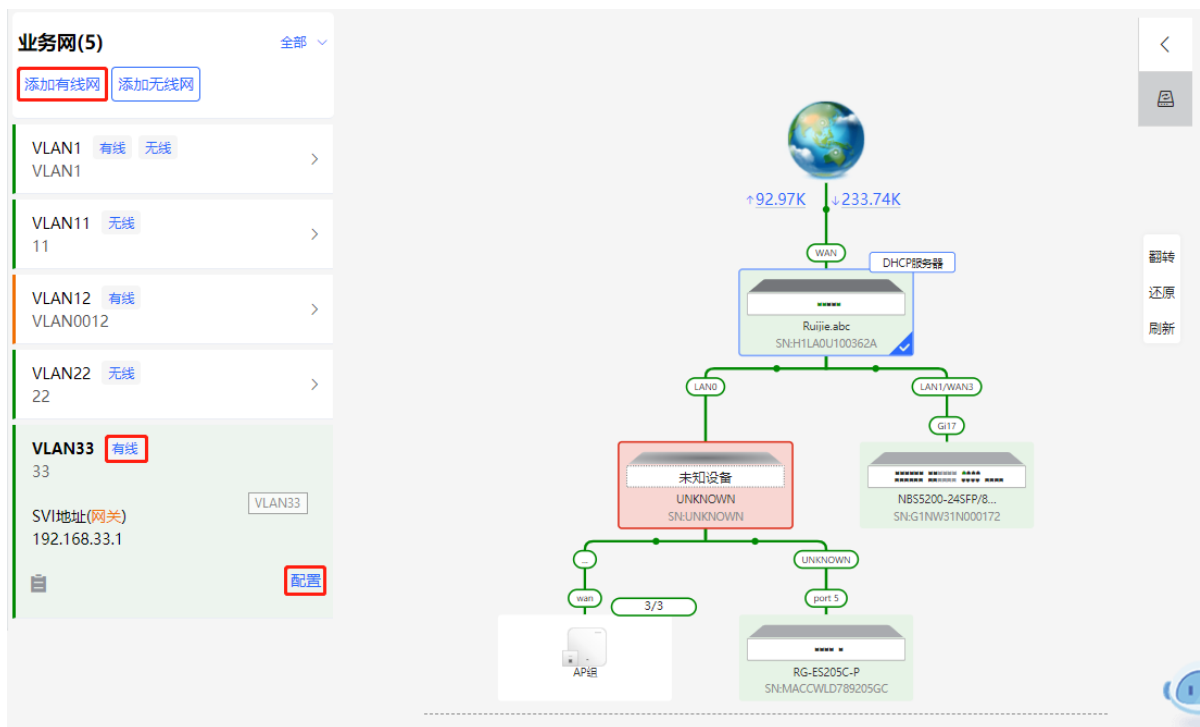 业务网(5)
全部
添加有线网
添加无线网
VLAN1 有线 无线
VLAN1
VLAN11 无线
11
VLAN12 有线
VLAN0012
VLAN22 无线
22
VLAN33 有线
33
VLAN33
SVI地址(网关)
192.168.33.1
配置
↑92.97K ↓233.74K
WAN
DHCP服务器
Ruijie.abc
SN:H1LA0U100362A
LAN0
LAN1/WAN3
Gi17
未知设备
UNKNOWN
SN:UNKNOWN
NBS5200-24SFP/8...
SN:G1NW31N000172
...
UNKNOWN
wan
3/3
port 5
AP组
RG-ES205C-P
SN:MACCWLD789205GC
翻转
还原
刷新